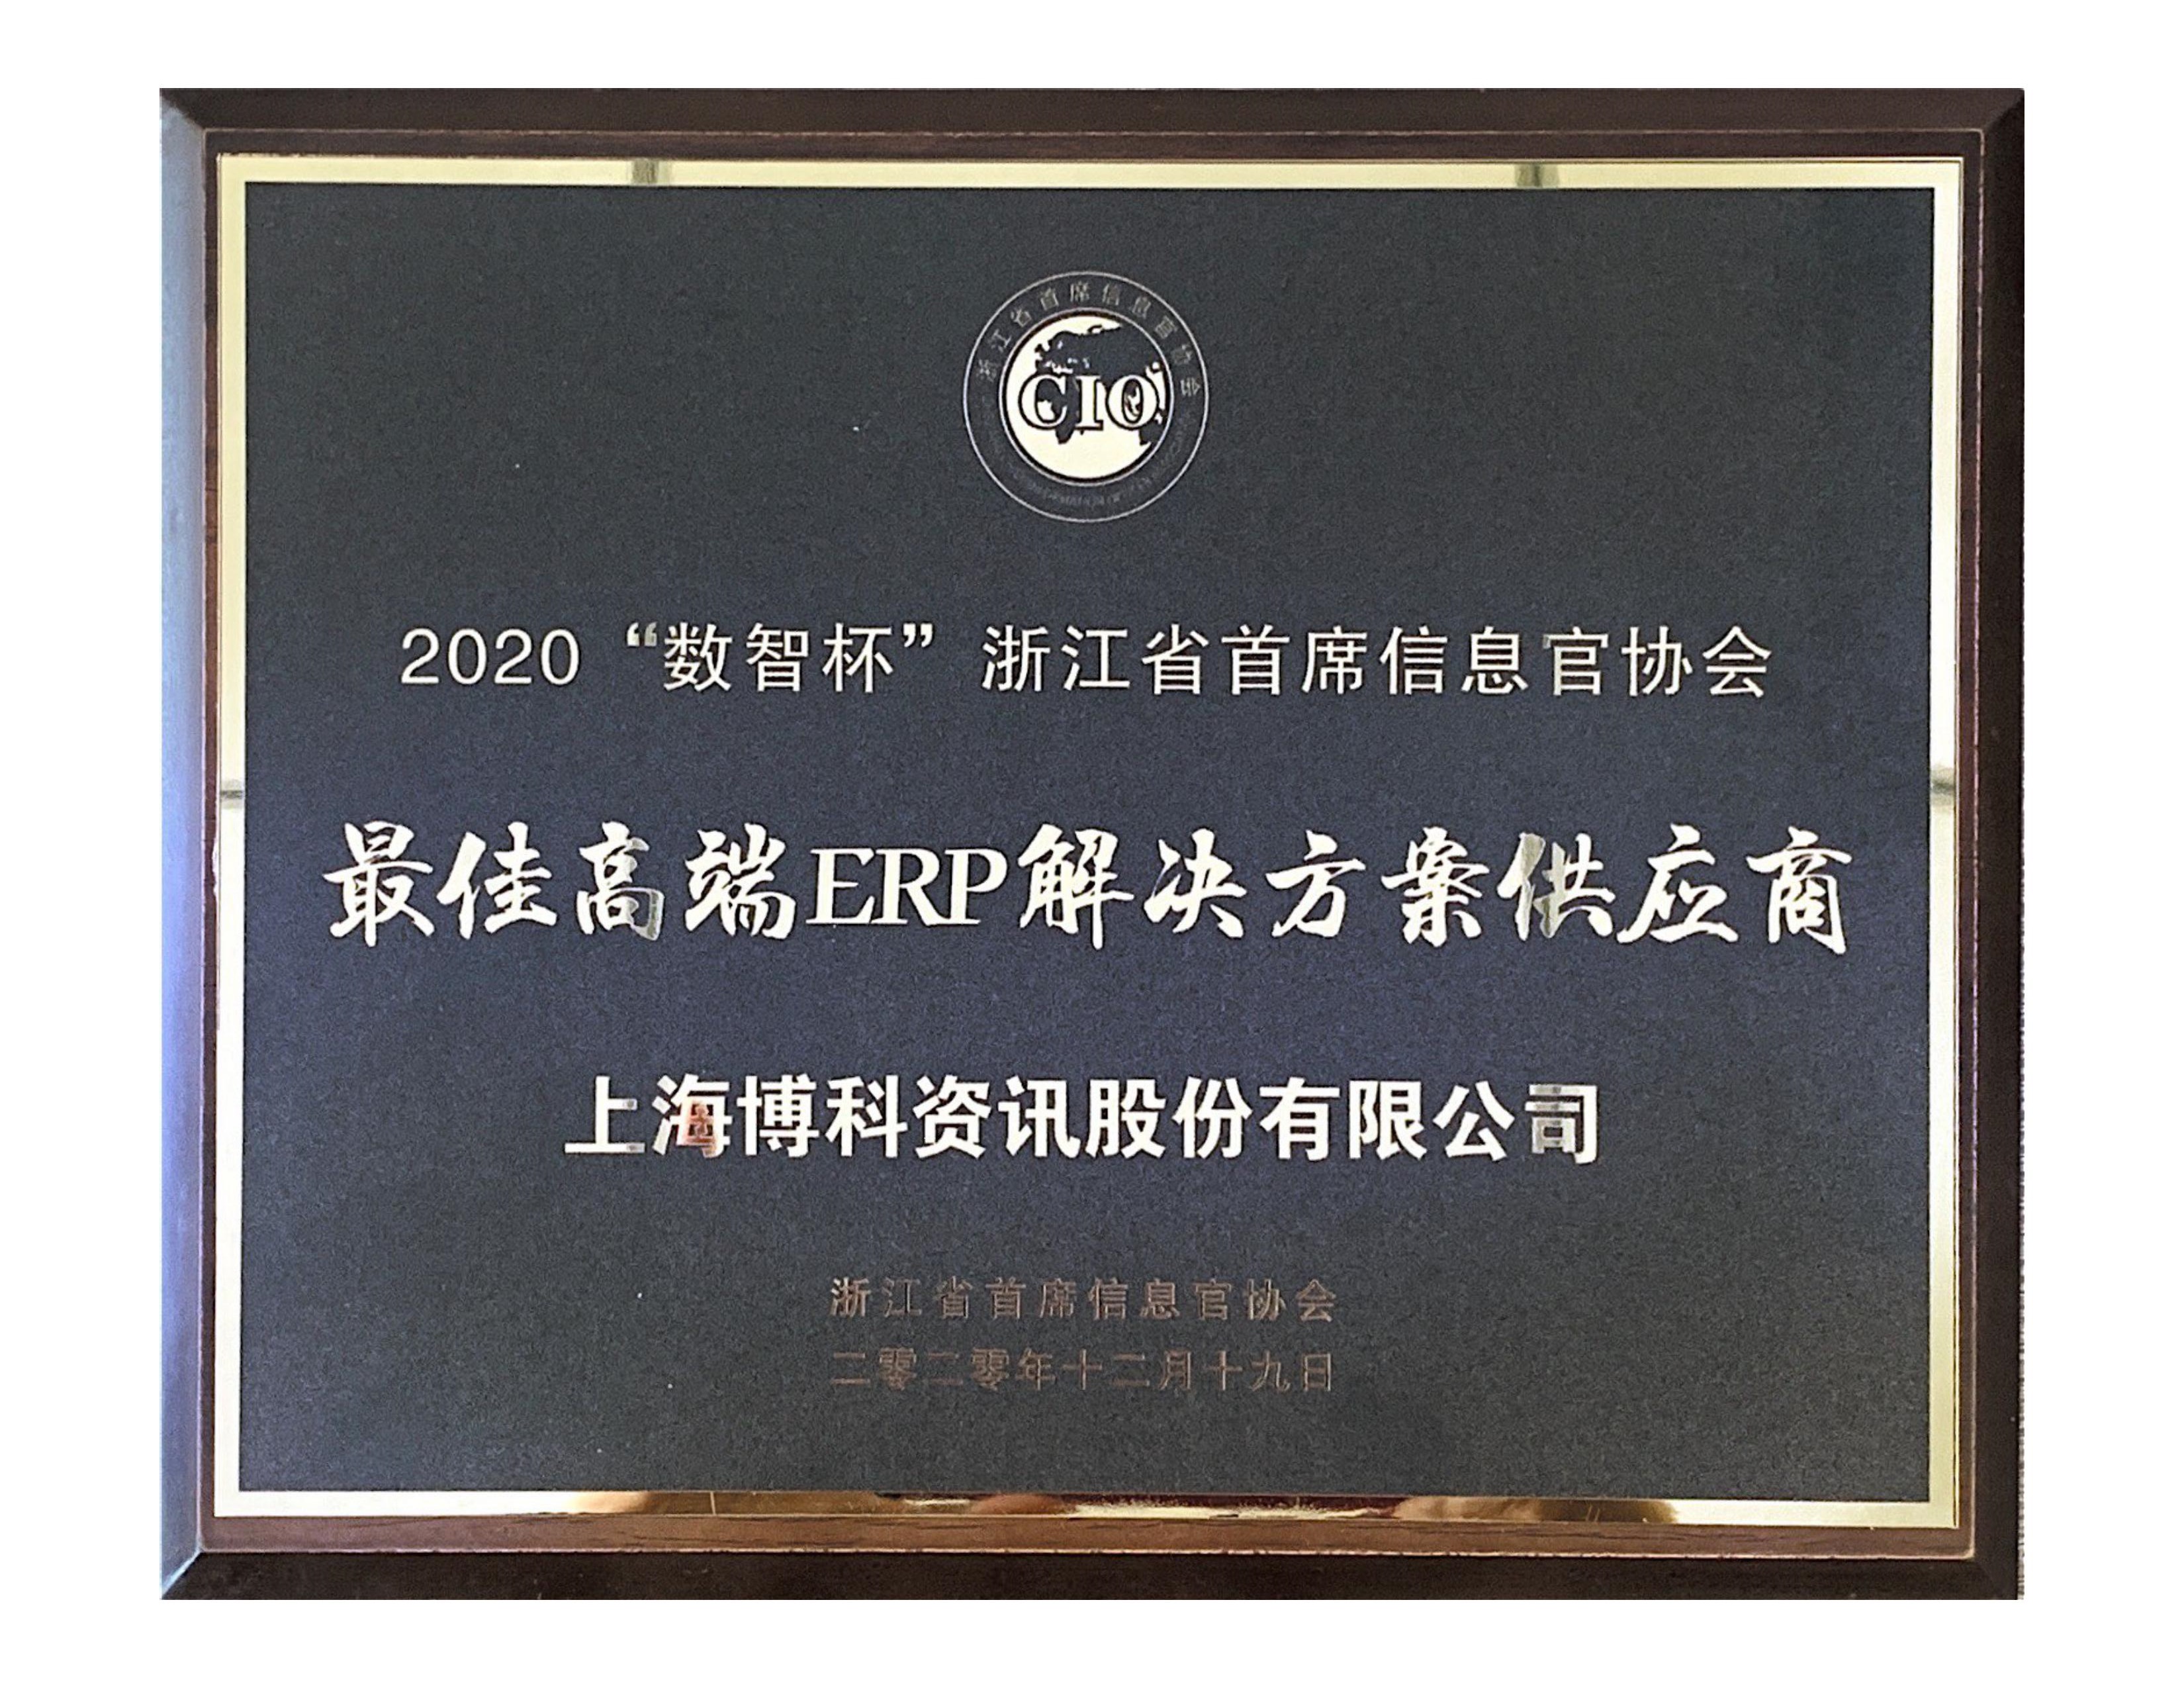 浙江省首席信息官协会
CIO
2020 “数智杯” 浙江省首席信息官协会
最佳高端ERP解决方案供应商
上海博科资讯股份有限公司
浙江省首席信息官协会
二零二零年十二月十九日